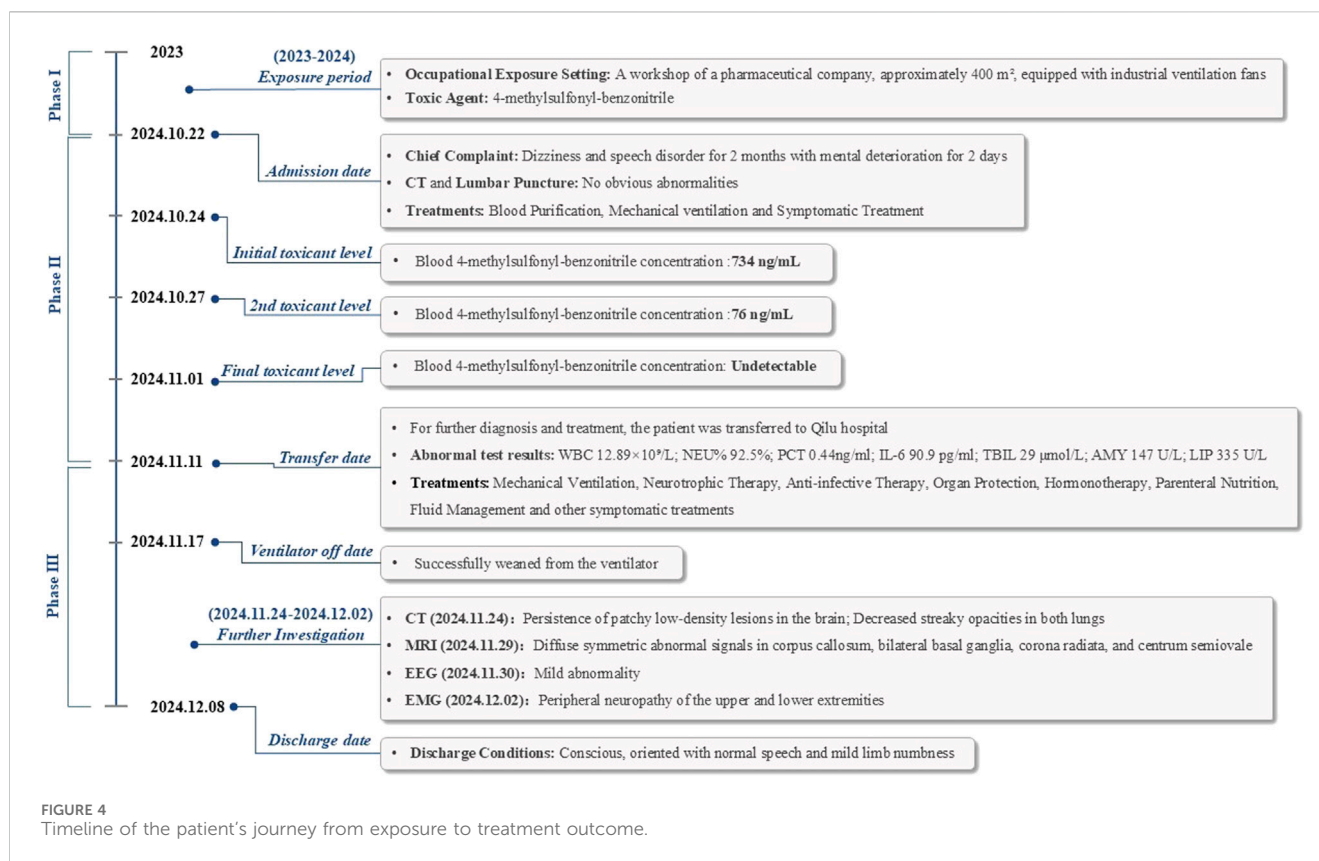 Phase I
2023
(2023-2024)
Exposure period
• Occupational Exposure Setting: A workshop of a pharmaceutical company, approximately 400 m², equipped with industrial ventilation fans
• Toxic Agent: 4-methylsulfonyl-benzonitrile
Phase II
2024.10.22
Admission date
• Chief Complaint: Dizziness and speech disorder for 2 months with mental deterioration for 2 days
• CT and Lumbar Puncture: No obvious abnormalities
• Treatments: Blood Purification, Mechanical ventilation and Symptomatic Treatment
2024.10.24
Initial toxicant level
• Blood 4-methylsulfonyl-benzonitrile concentration :734 ng/mL
2024.10.27
2nd toxicant level
• Blood 4-methylsulfonyl-benzonitrile concentration :76 ng/mL
2024.11.01
Final toxicant level
• Blood 4-methylsulfonyl-benzonitrile concentration: Undetectable
2024.11.11
Transfer date
• For further diagnosis and treatment, the patient was transferred to Qilu hospital
• Abnormal test results: WBC 12.89×10⁹/L; NEU% 92.5%; PCT 0.44ng/ml; IL-6 90.9 pg/ml; TBIL 29 μmol/L; AMY 147 U/L; LIP 335 U/L
• Treatments: Mechanical Ventilation, Neurotrophic Therapy, Anti-infective Therapy, Organ Protection, Hormonotherapy, Parenteral Nutrition,
Fluid Management and other symptomatic treatments
Phase III
2024.11.17
Ventilator off date
• Successfully weaned from the ventilator
(2024.11.24-2024.12.02)
Further Investigation
• CT (2024.11.24): Persistence of patchy low-density lesions in the brain; Decreased streaky opacities in both lungs
• MRI (2024.11.29): Diffuse symmetric abnormal signals in corpus callosum, bilateral basal ganglia, corona radiata, and centrum semiovale
• EEG (2024.11.30): Mild abnormality
• EMG (2024.12.02): Peripheral neuropathy of the upper and lower extremities
2024.12.08
Discharge date
• Discharge Conditions: Conscious, oriented with normal speech and mild limb numbness
FIGURE 4
Timeline of the patient's journey from exposure to treatment outcome.